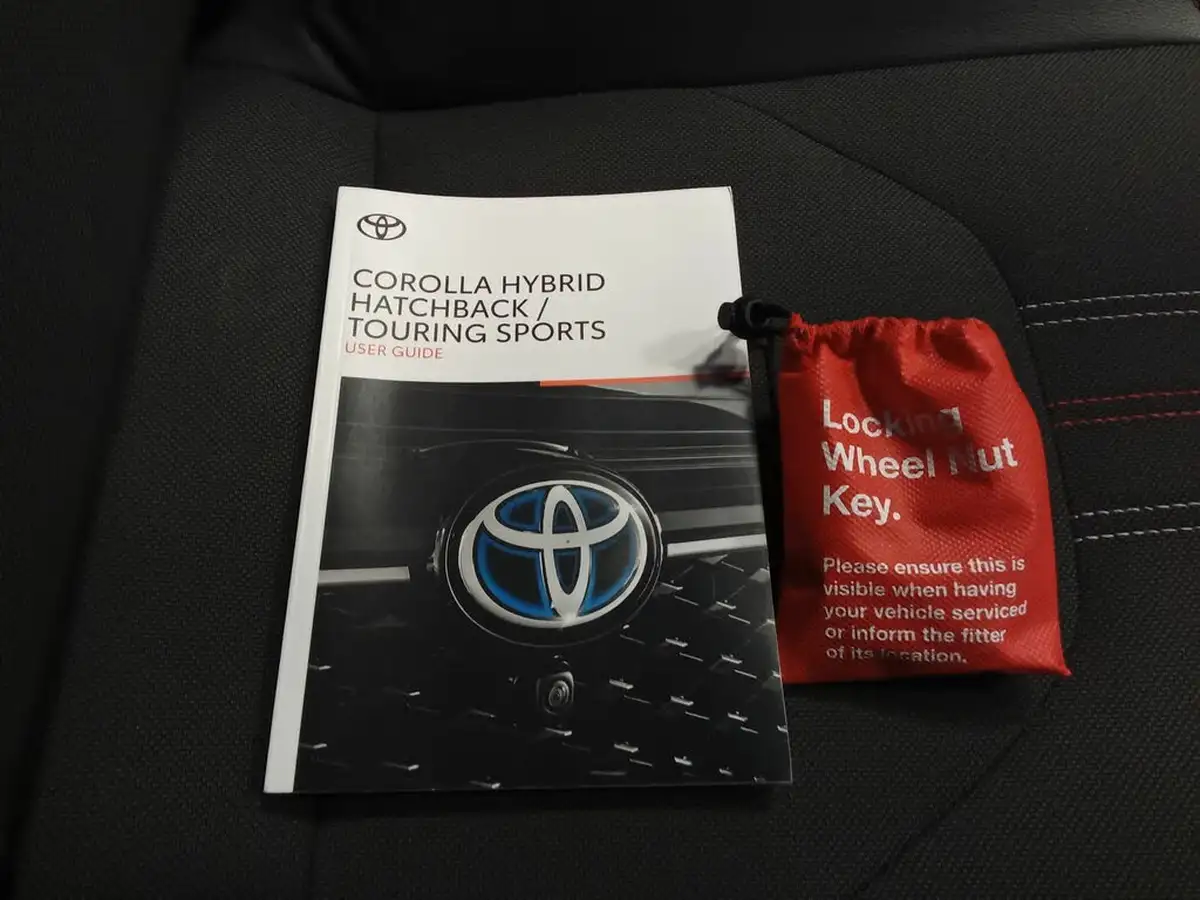 COROLLA HYBRID
HATCHBACK /
TOURING SPORTS
USER GUIDE
Locking
Wheel Nut
Key.
Please ensure this is
visible when having
your vehicle serviced
or inform the fitter
of its location.